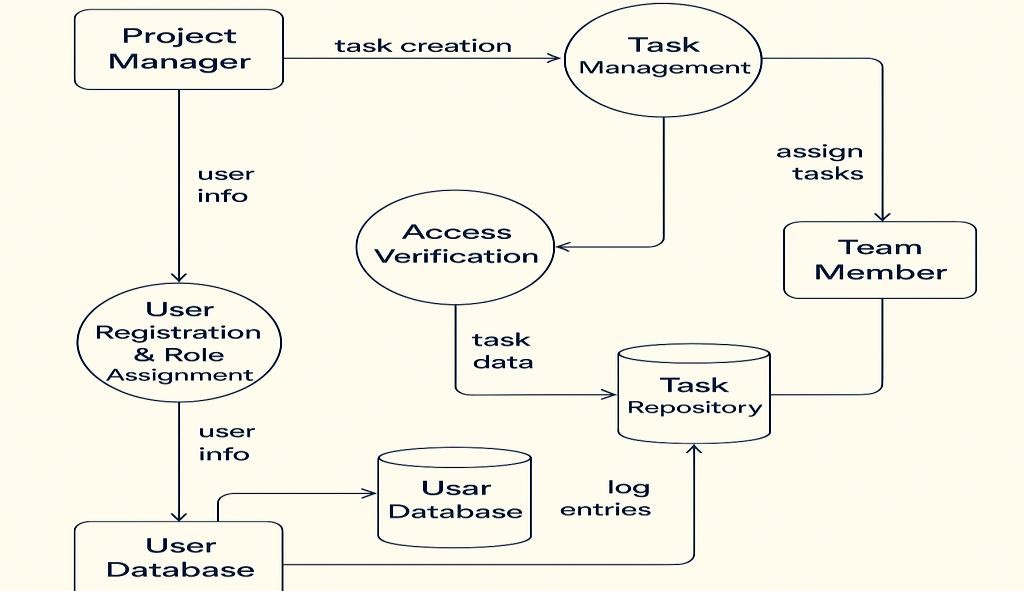 Project
Manager
task creation
Task
Management
user
info
assign
tasks
Access
Verification
Team
Member
User
Registration
& Role
Assignment
task
data
Task
Repository
user
info
Usar
Database
log
entries
User
Database